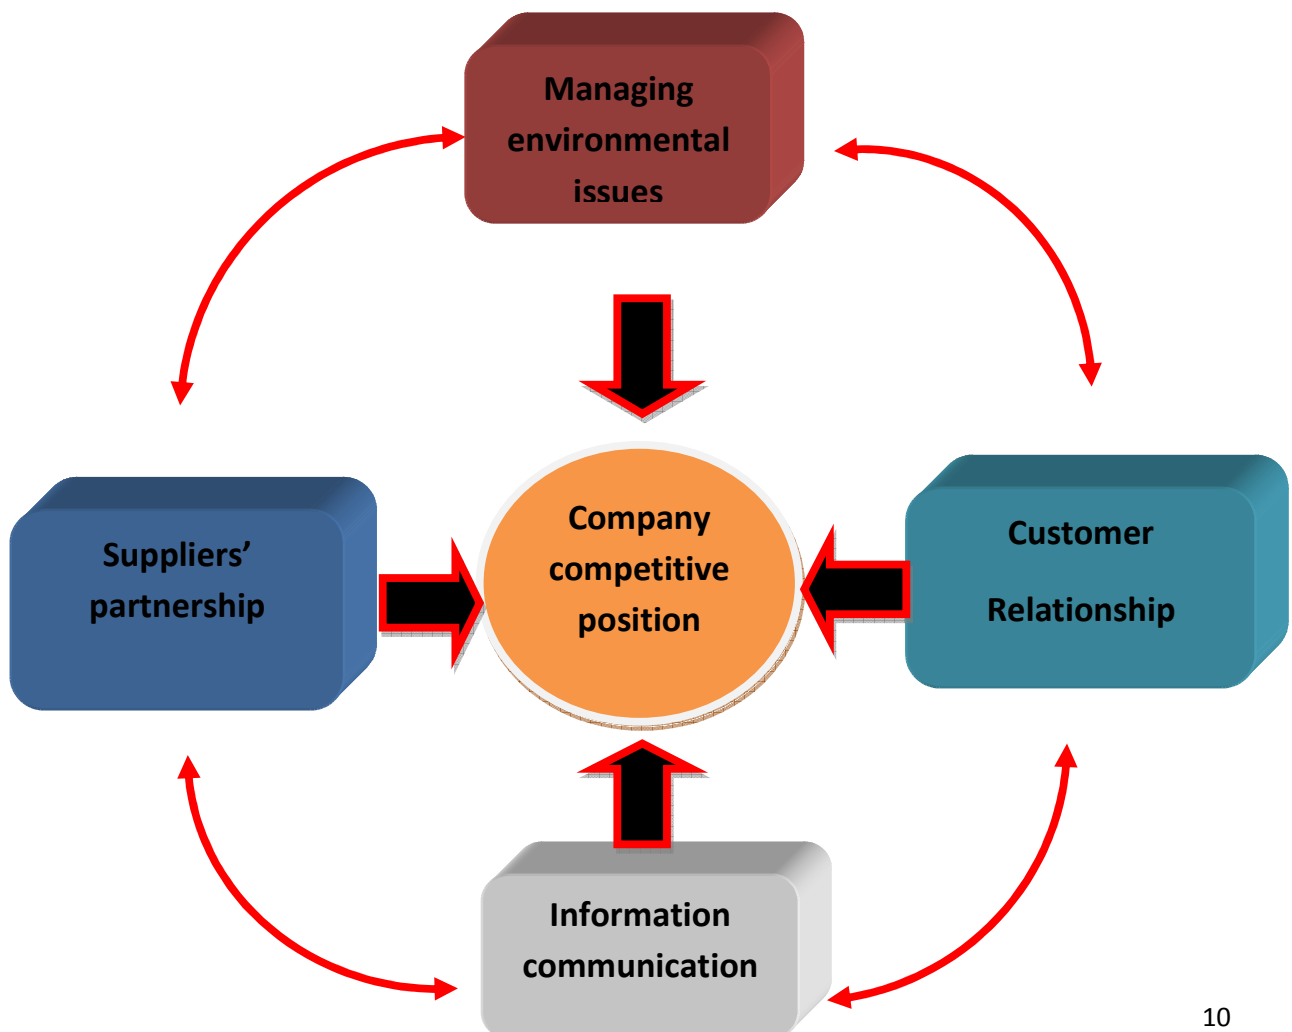 Managing
environmental
issues
Suppliers’
partnership
Company
competitive
position
Customer
Relationship
Information
communication
10